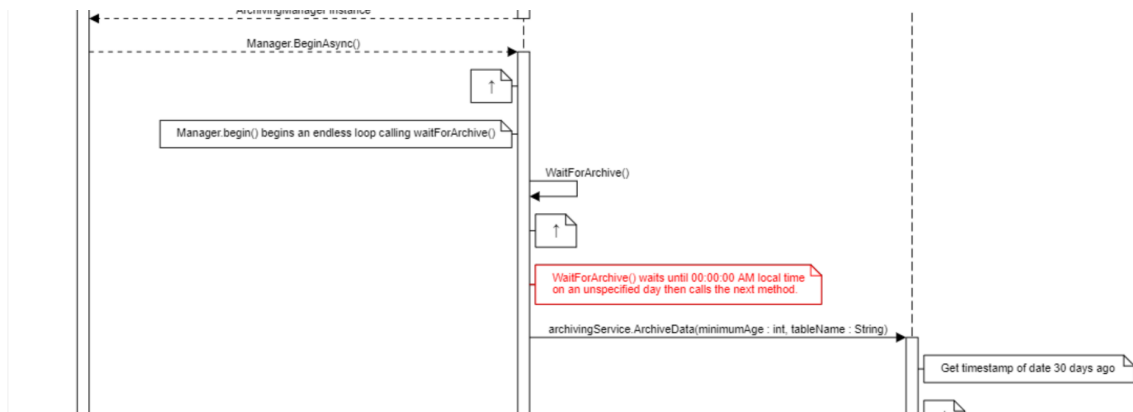 ArchivingManager instance
Manager.BeginAsync()
↑
Manager.begin() begins an endless loop calling waitForArchive()
WaitForArchive()
↑
WaitForArchive() waits until 00:00:00 AM local time
on an unspecified day then calls the next method.
archivingService.ArchiveData(minimumAge : int, tableName : String)
Get timestamp of date 30 days ago